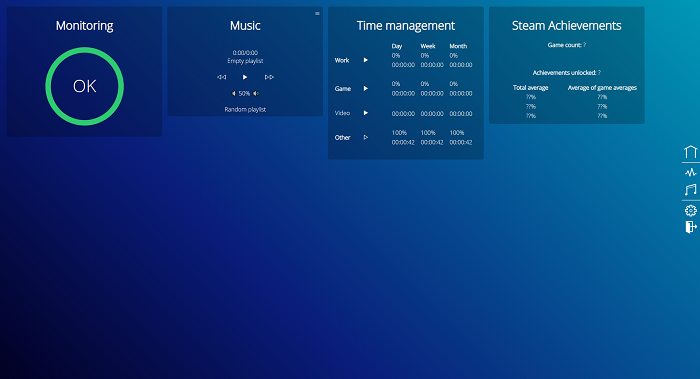 Monitoring
OK
Music
0:00/0:00
Empty playlist
50%
Random playlist
Time management
Day Week Month
Work 0% 0% 0%
00:00:00 00:00:00 00:00:00
Game 0% 0% 0%
00:00:00 00:00:00 00:00:00
Video 00:00:00 00:00:00 00:00:00
Other 100% 100% 100%
00:00:42 00:00:42 00:00:42
Steam Achievements
Game count: ?
Achievements unlocked: ?
Total average Average of game averages
??% ??%
??% ??%
??% ??%